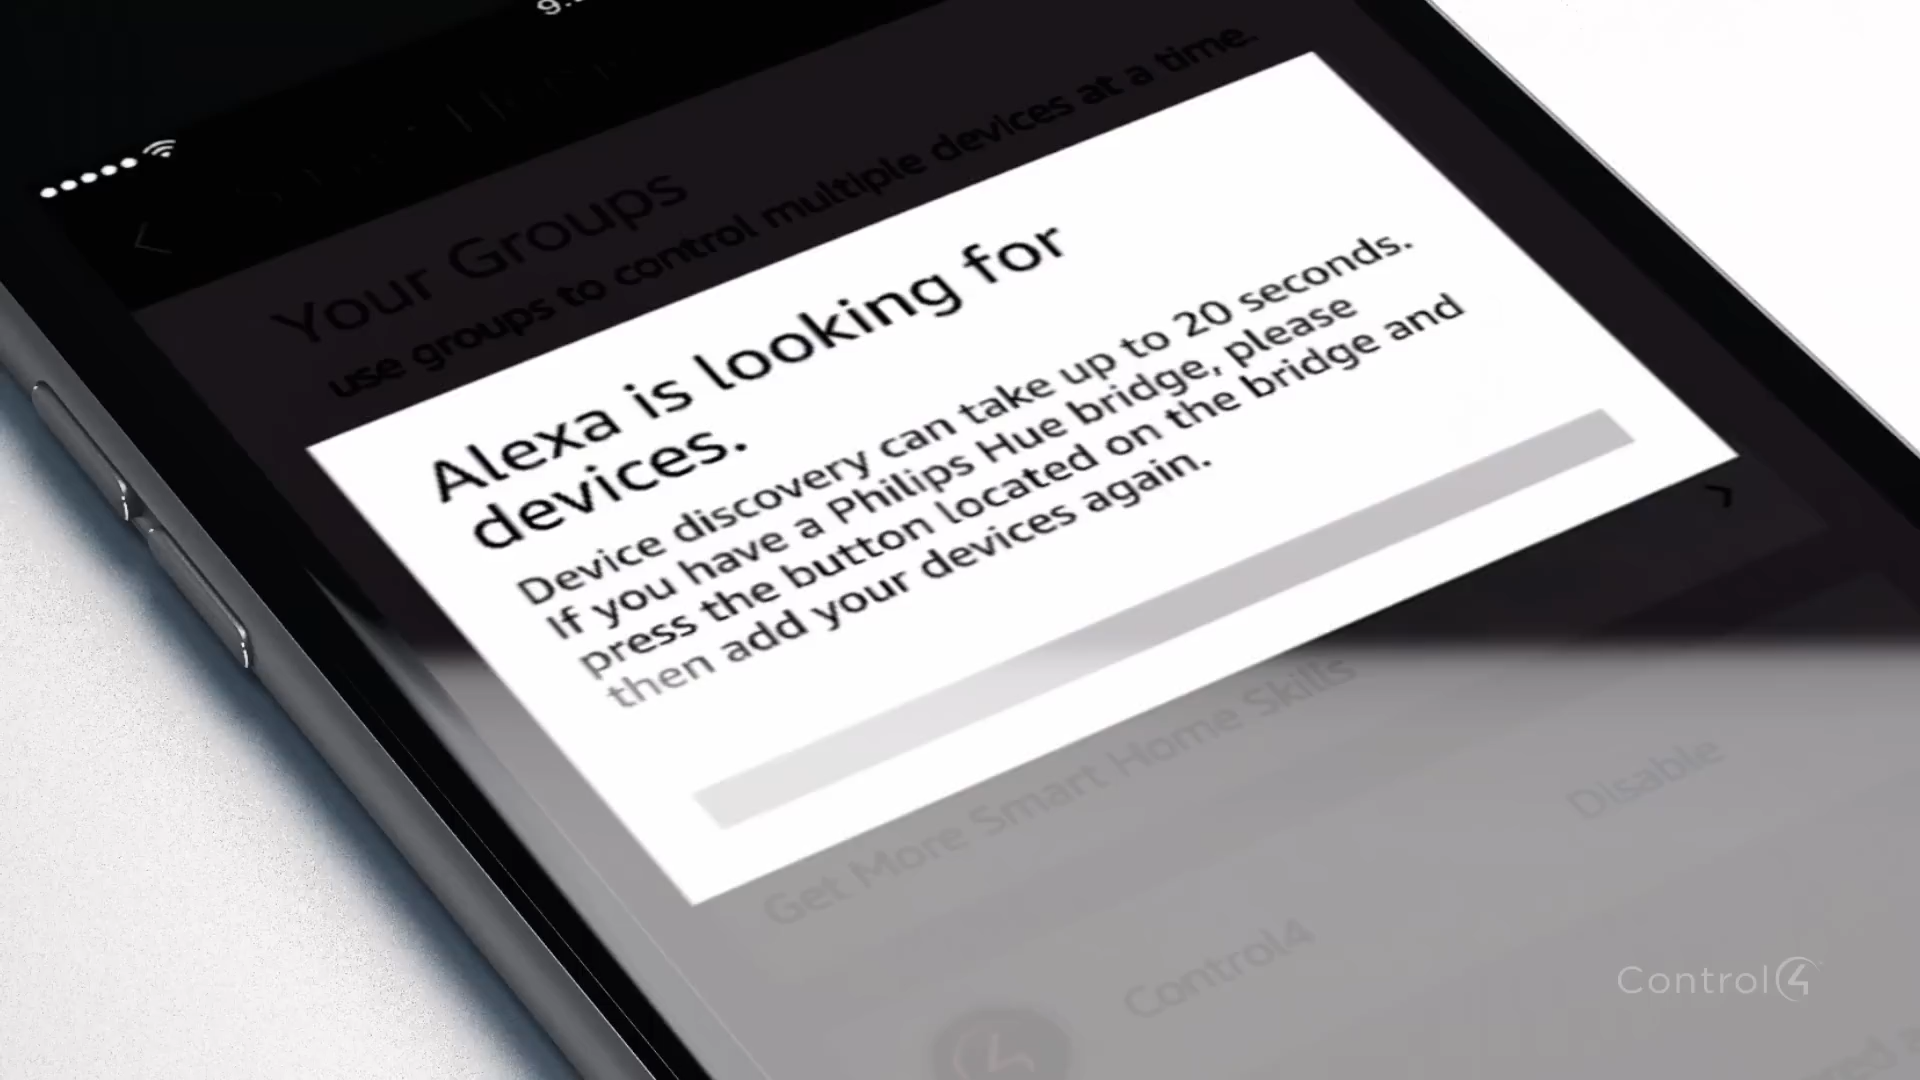 Your Groups
use groups to control multiple devices at a time.
Alexa is looking for
devices.
Device discovery can take up to 20 seconds.
If you have a Philips Hue bridge, please
press the button located on the bridge and
then add your devices again.
Get More Smart Home Skills
Disable
Control4
Control4